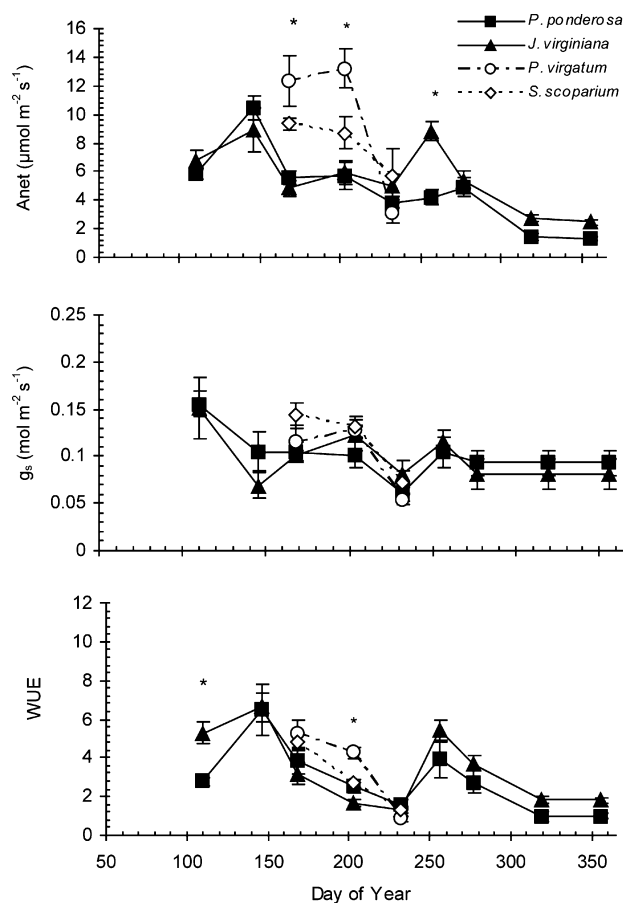 P. ponderosa
J. virginiana
P. virgatum
S. scoparium
Anet (µmol m⁻² s⁻¹)
16
14
12
10
8
6
4
2
0
* * *
gs (mol m⁻² s⁻¹)
0.25
0.2
0.15
0.1
0.05
0
WUE
12
10
8
6
4
2
0
* *
50 100 150 200 250 300 350
Day of Year